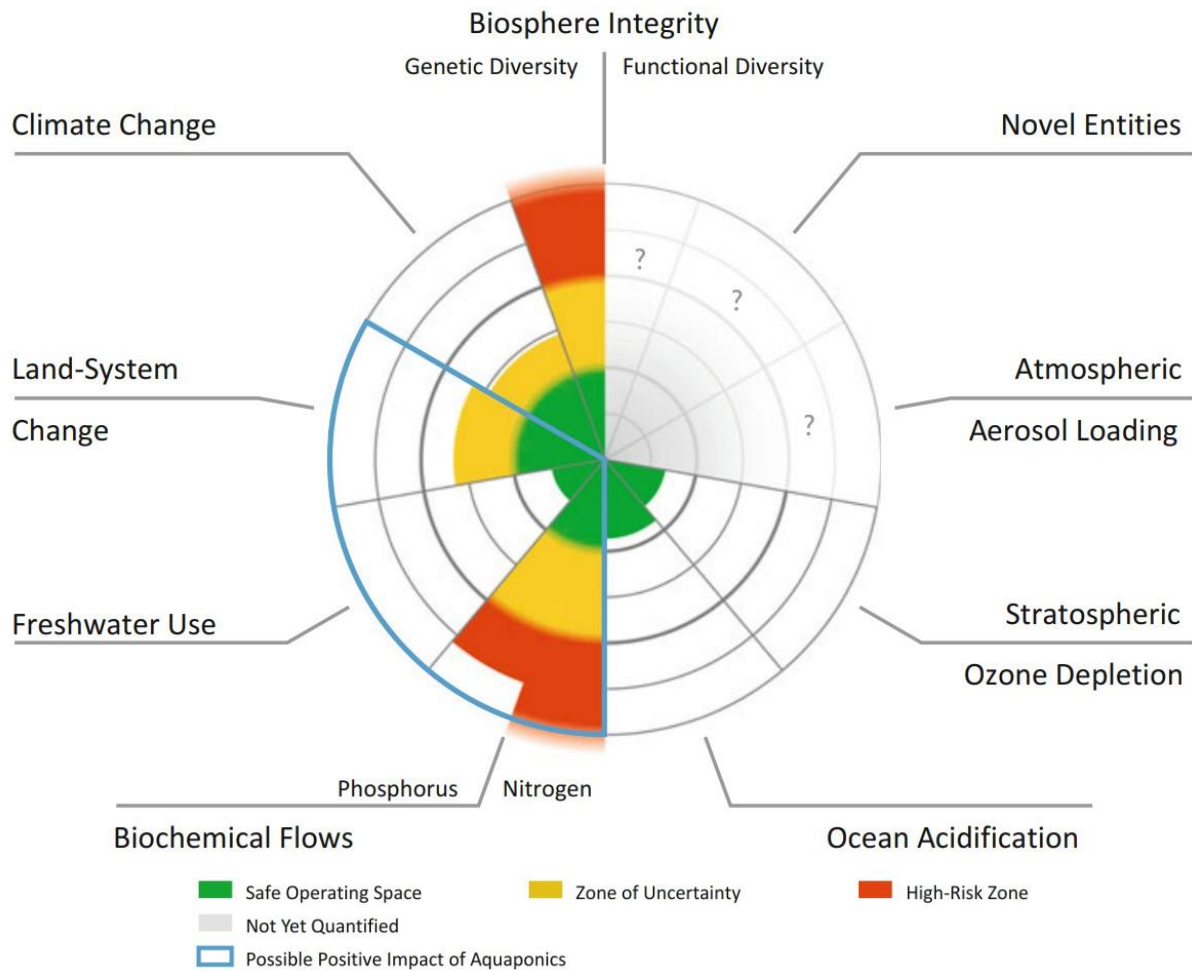 Biosphere Integrity
Genetic Diversity
Functional Diversity
Climate Change
Novel Entities
?
?
Land-System
Change
Atmospheric
Aerosol Loading
?
Freshwater Use
Stratospheric
Ozone Depletion
Phosphorus
Nitrogen
Biochemical Flows
Ocean Acidification
Safe Operating Space
Zone of Uncertainty
High-Risk Zone
Not Yet Quantified
Possible Positive Impact of Aquaponics